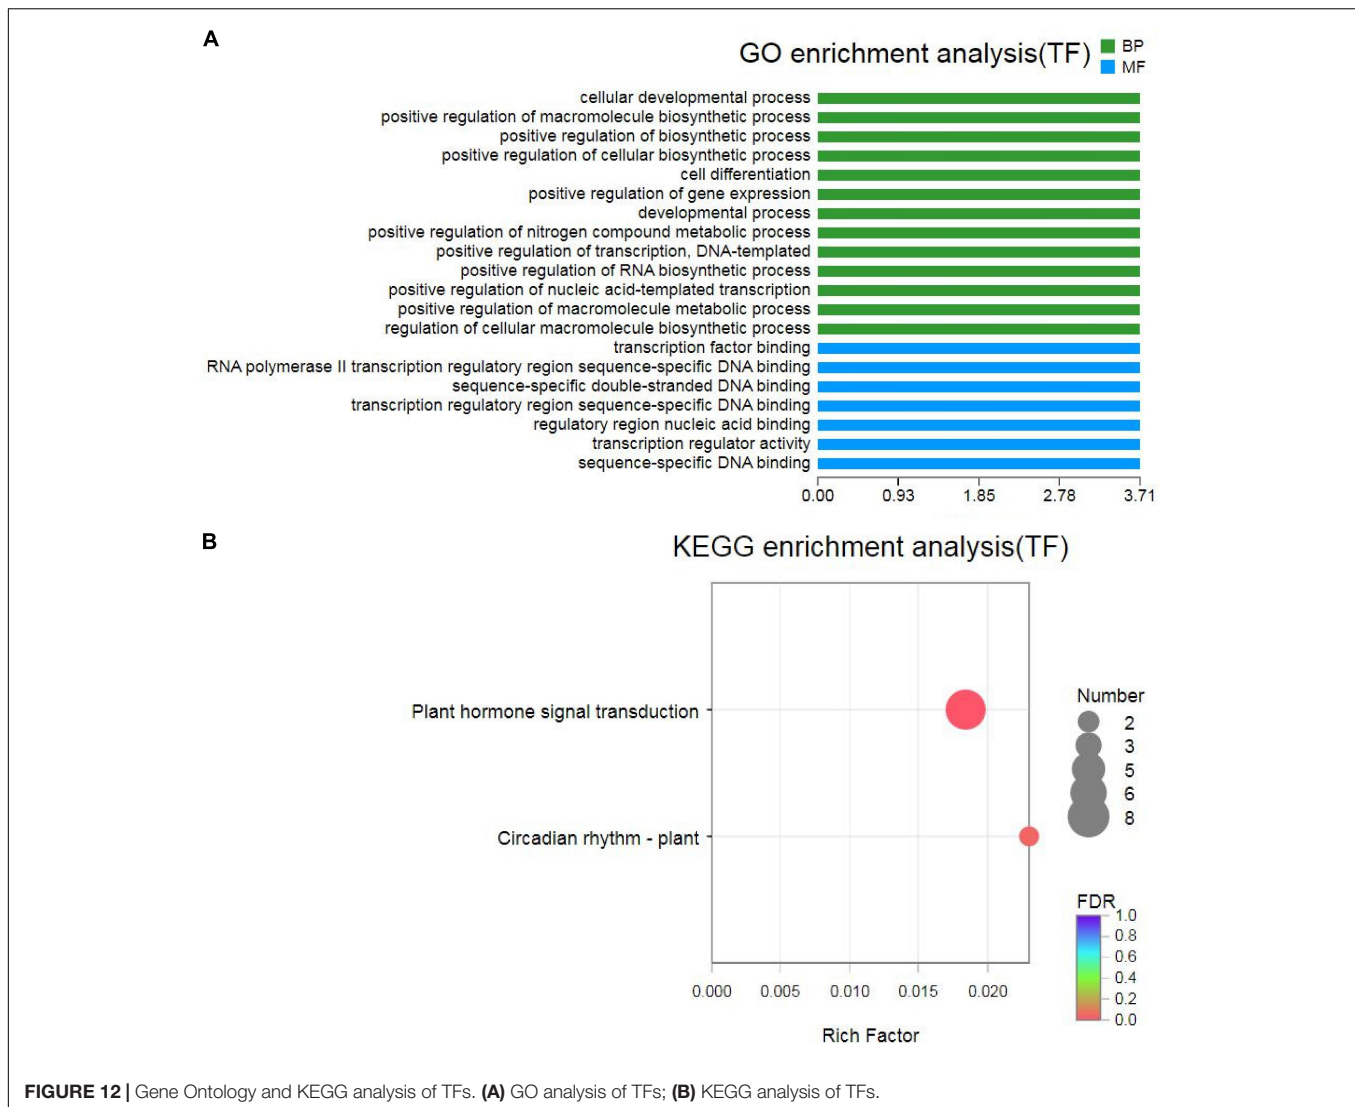 A
GO enrichment analysis(TF)
BP
MF
cellular developmental process
positive regulation of macromolecule biosynthetic process
positive regulation of biosynthetic process
positive regulation of cellular biosynthetic process
cell differentiation
positive regulation of gene expression
developmental process
positive regulation of nitrogen compound metabolic process
positive regulation of transcription, DNA-templated
positive regulation of RNA biosynthetic process
positive regulation of nucleic acid-templated transcription
positive regulation of macromolecule metabolic process
regulation of cellular macromolecule biosynthetic process
transcription factor binding
RNA polymerase II transcription regulatory region sequence-specific DNA binding
sequence-specific double-stranded DNA binding
transcription regulatory region sequence-specific DNA binding
regulatory region nucleic acid binding
transcription regulator activity
sequence-specific DNA binding
0.00 0.93 1.85 2.78 3.71
B
KEGG enrichment analysis(TF)
Plant hormone signal transduction
Circadian rhythm - plant
0.000 0.005 0.010 0.015 0.020
Rich Factor
Number
2
3
5
6
8
FDR
1.0
0.8
0.6
0.4
0.2
0.0
FIGURE 12 | Gene Ontology and KEGG analysis of TFs. (A) GO analysis of TFs; (B) KEGG analysis of TFs.